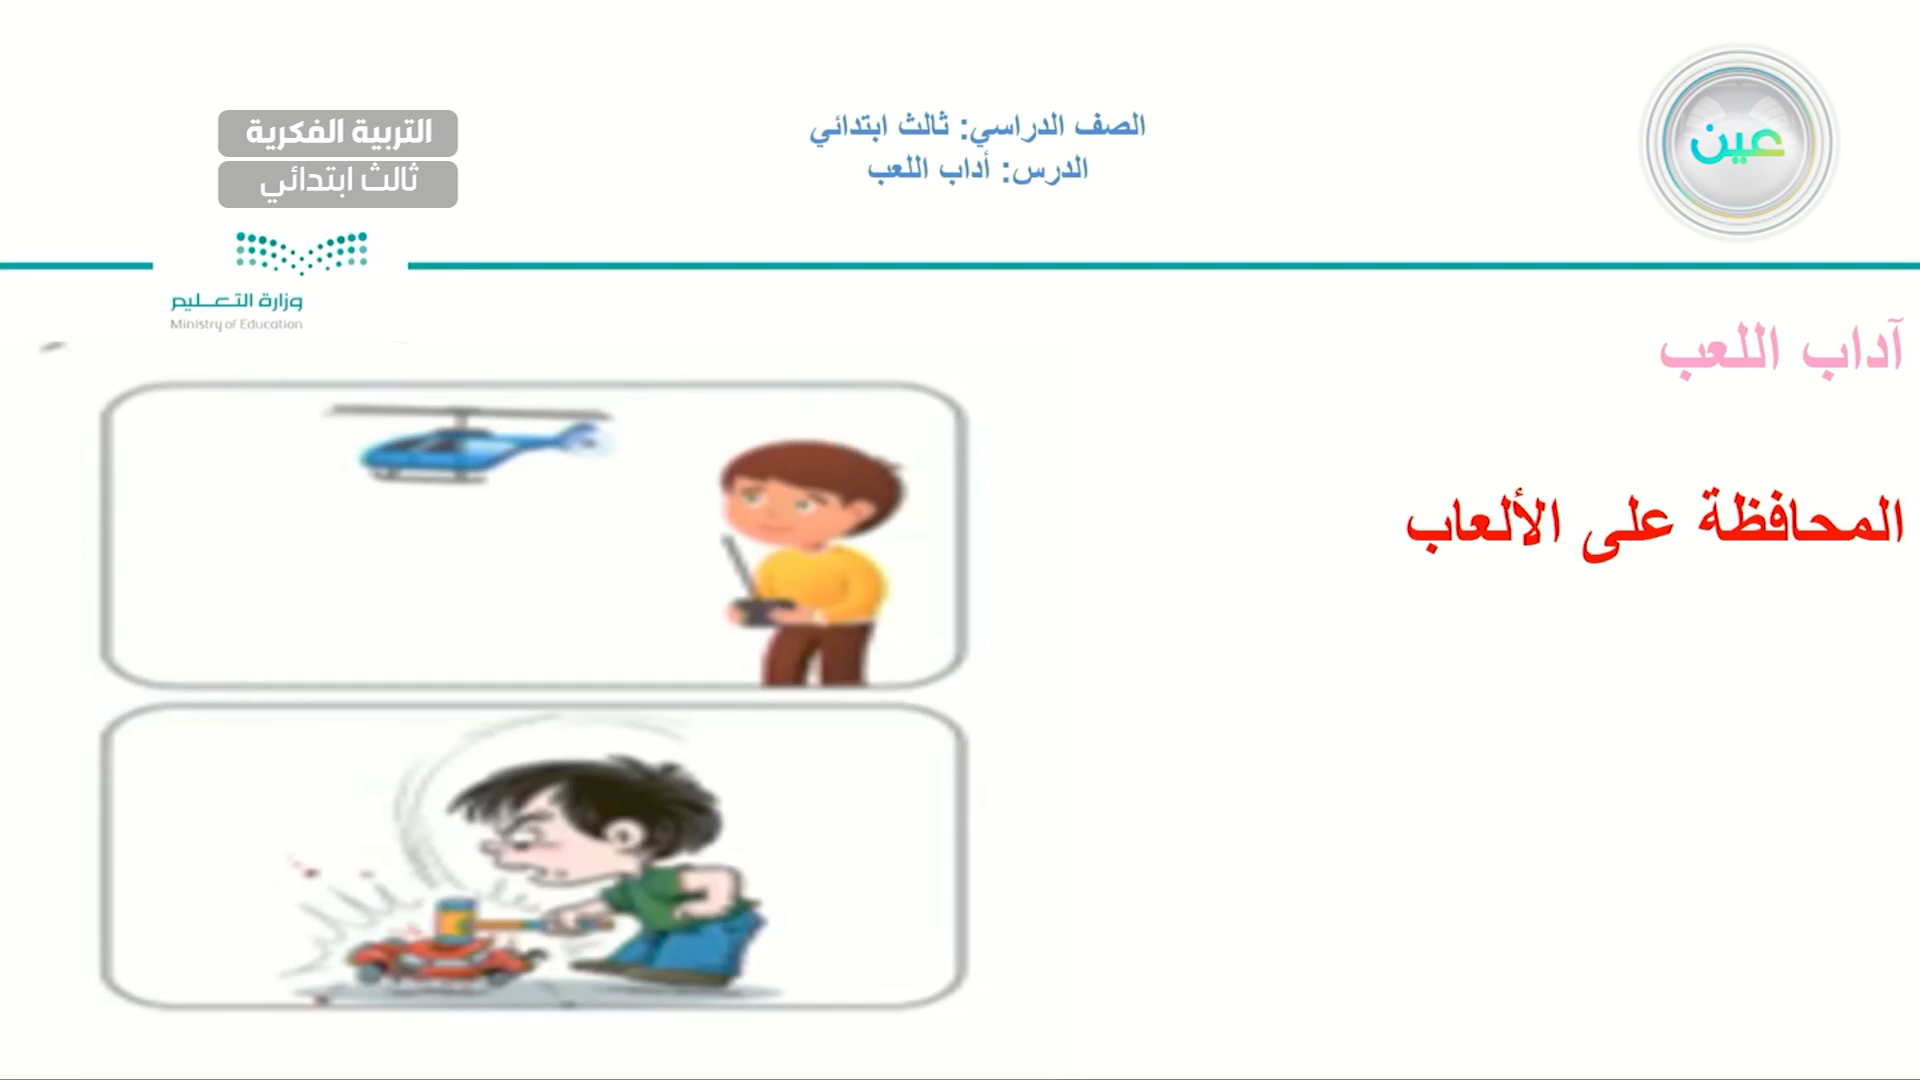 عين
الصف الدراسي: ثالث ابتدائي
الدرس: أداب اللعب
التربية الفكرية
ثالث ابتدائي
وزارة التعليم
Ministry of Education
آداب اللعب
المحافظة على الألعاب